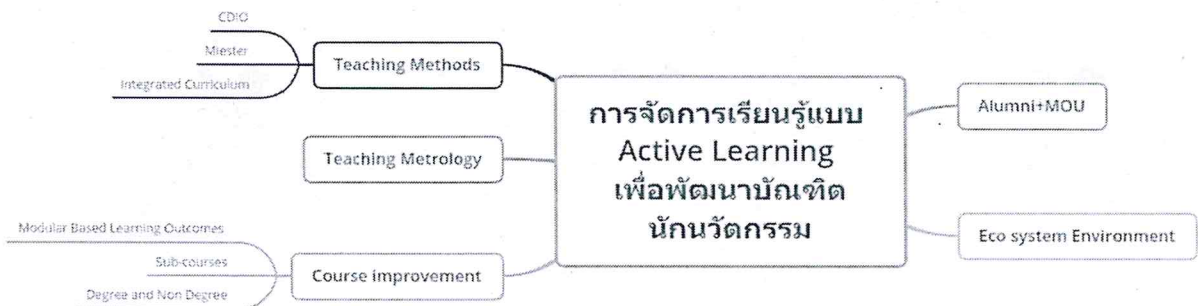 CDIO
Miester
Integrated Curriculum
Teaching Methods
Teaching Metrology
Modular Based Learning Outcomes
Sub-courses
Degree and Non Degree
Course improvement
การจัดการเรียนรู้แบบ
Active Learning
เพื่อพัฒนาบัณฑิต
นักนวัตกรรม
Alumni+MOU
Eco system Environment